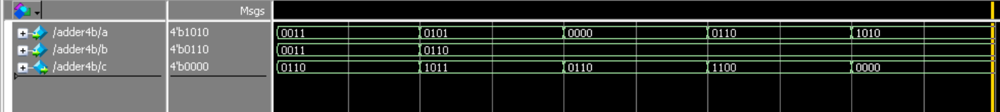 Msgs
/adder4b/a 4'b1010 0011 0101 0000 0110 1010
/adder4b/b 4'b0110 0011 0110
/adder4b/c 4'b0000 0110 1011 0110 1100 0000